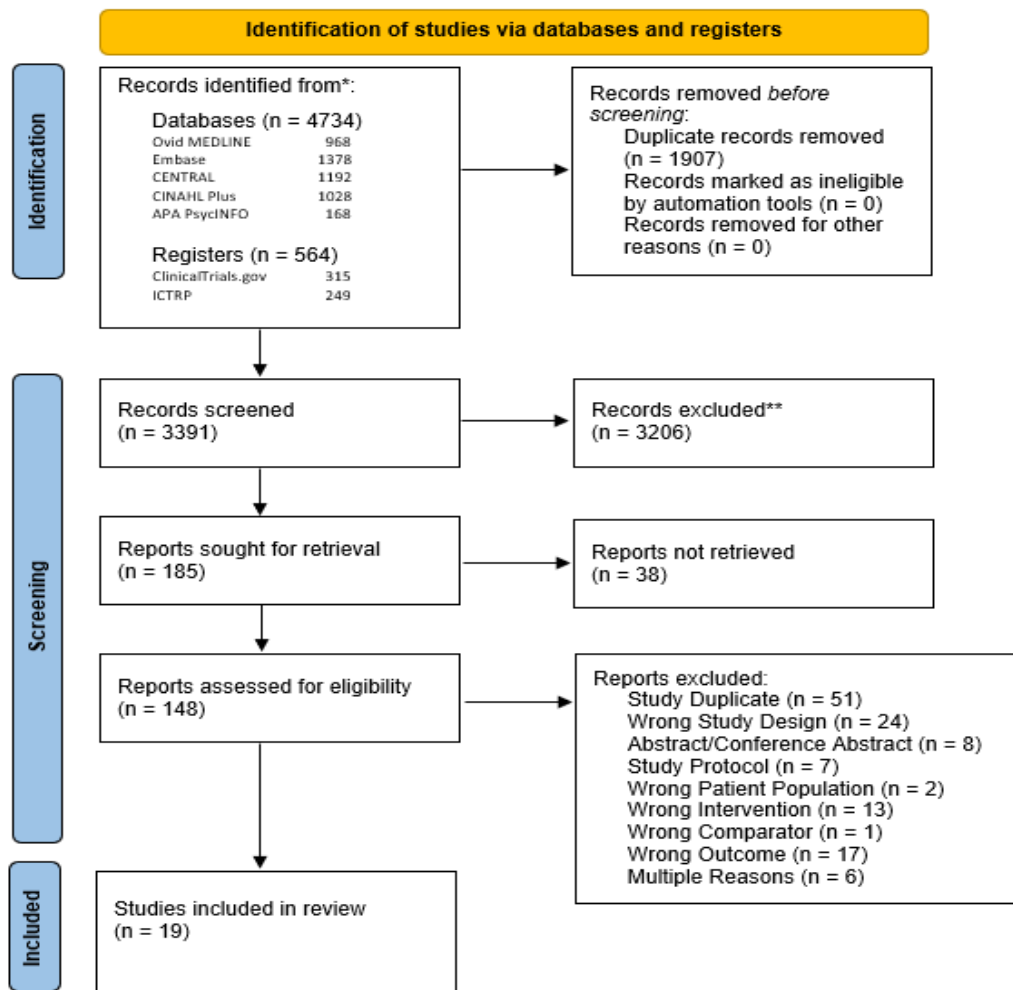 Identification of studies via databases and registers
Identification
Records identified from*:
Databases (n = 4734)
Ovid MEDLINE 968
Embase 1378
CENTRAL 1192
CINAHL Plus 1028
APA PsycINFO 168
Registers (n = 564)
ClinicalTrials.gov 315
ICTRP 249
Records removed before
screening:
Duplicate records removed
(n = 1907)
Records marked as ineligible
by automation tools (n = 0)
Records removed for other
reasons (n = 0)
Screening
Records screened
(n = 3391)
Records excluded**
(n = 3206)
Reports sought for retrieval
(n = 185)
Reports not retrieved
(n = 38)
Reports assessed for eligibility
(n = 148)
Reports excluded:
Study Duplicate (n = 51)
Wrong Study Design (n = 24)
Abstract/Conference Abstract (n = 8)
Study Protocol (n = 7)
Wrong Patient Population (n = 2)
Wrong Intervention (n = 13)
Wrong Comparator (n = 1)
Wrong Outcome (n = 17)
Multiple Reasons (n = 6)
Included
Studies included in review
(n = 19)